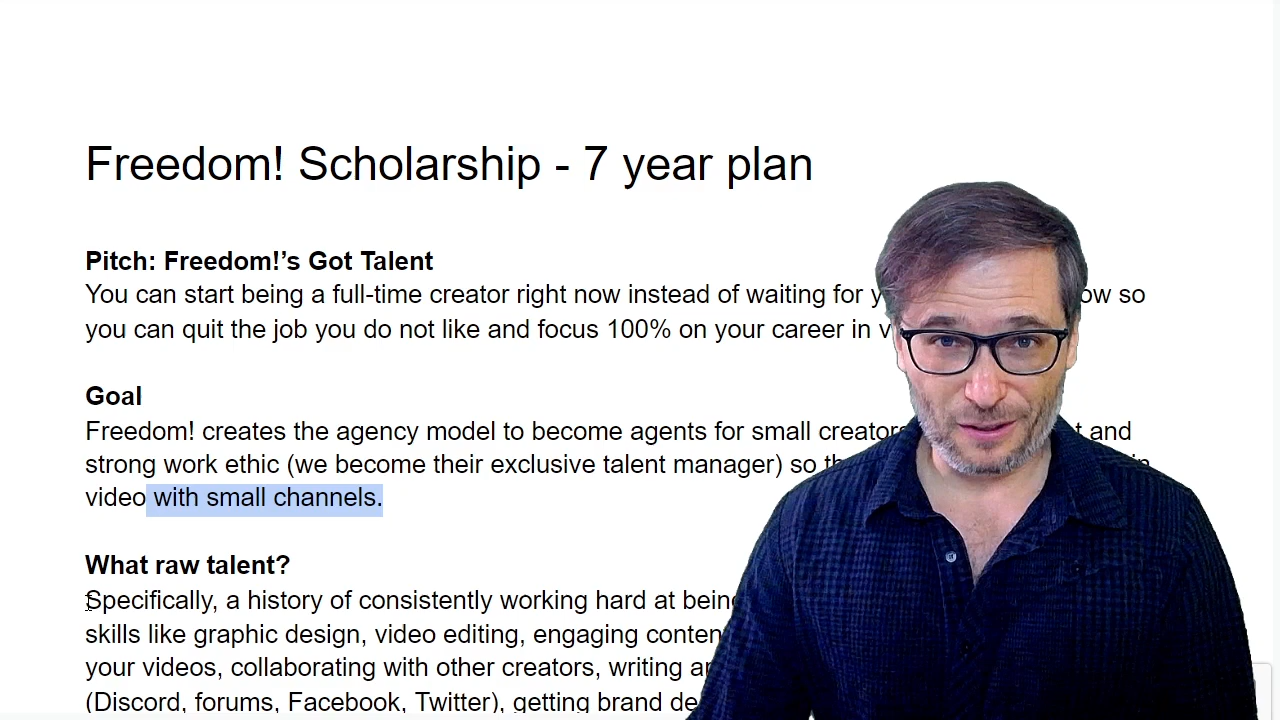 Freedom! Scholarship - 7 year plan
Pitch: Freedom!’s Got Talent
You can start being a full-time creator right now instead of waiting for so
you can quit the job you do not like and focus 100% on your career in
Goal
Freedom! creates the agency model to become agents for small and
strong work ethic (we become their exclusive talent manager) so
video with small channels.
What raw talent?
Specifically, a history of consistently working hard at
skills like graphic design, video editing, engaging
your videos, collaborating with other creators, writing
(Discord, forums, Facebook, Twitter), getting brand